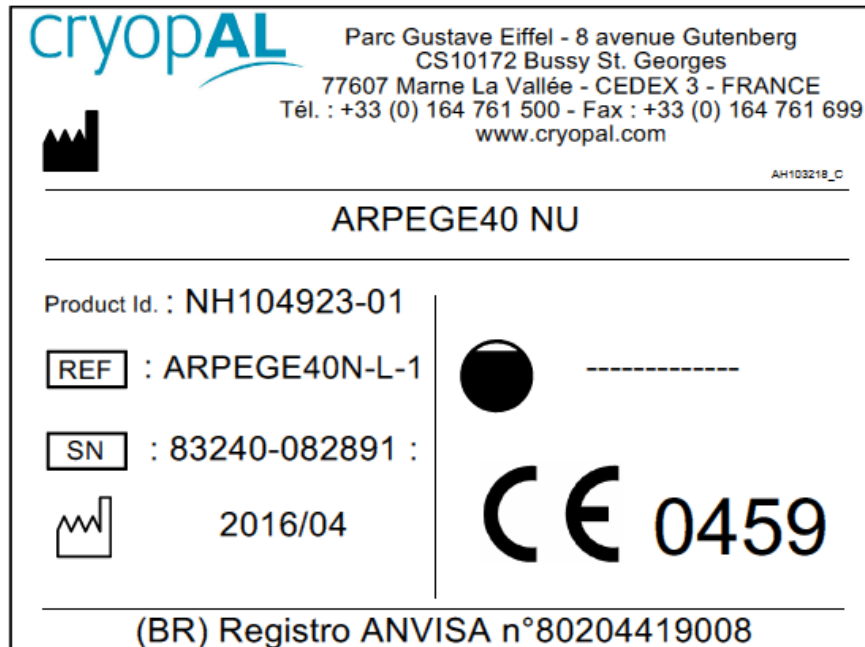 cryopAL
Parc Gustave Eiffel - 8 avenue Gutenberg
CS10172 Bussy St. Georges
77607 Marne La Vallée - CEDEX 3 - FRANCE
Tél. : +33 (0) 164 761 500 - Fax : +33 (0) 164 761 699
www.cryopal.com
AH103218_C
ARPEGE40 NU
Product Id. : NH104923-01
REF : ARPEGE40N-L-1
-------------
SN : 83240-082891 :
2016/04
CE 0459
(BR) Registro ANVISA n°80204419008